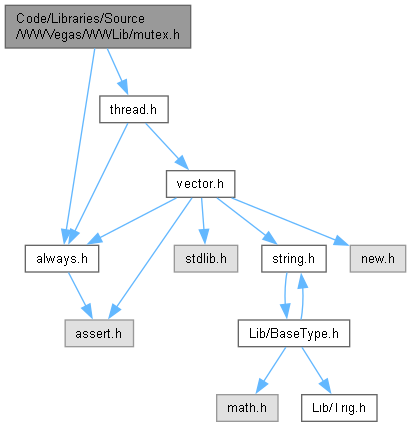 Code/Libraries/Source
/WWVegas/WWLib/mutex.h
thread.h
vector.h
always.h
stdlib.h
string.h
new.h
assert.h
Lib/BaseType.h
math.h
Lib/Trig.h